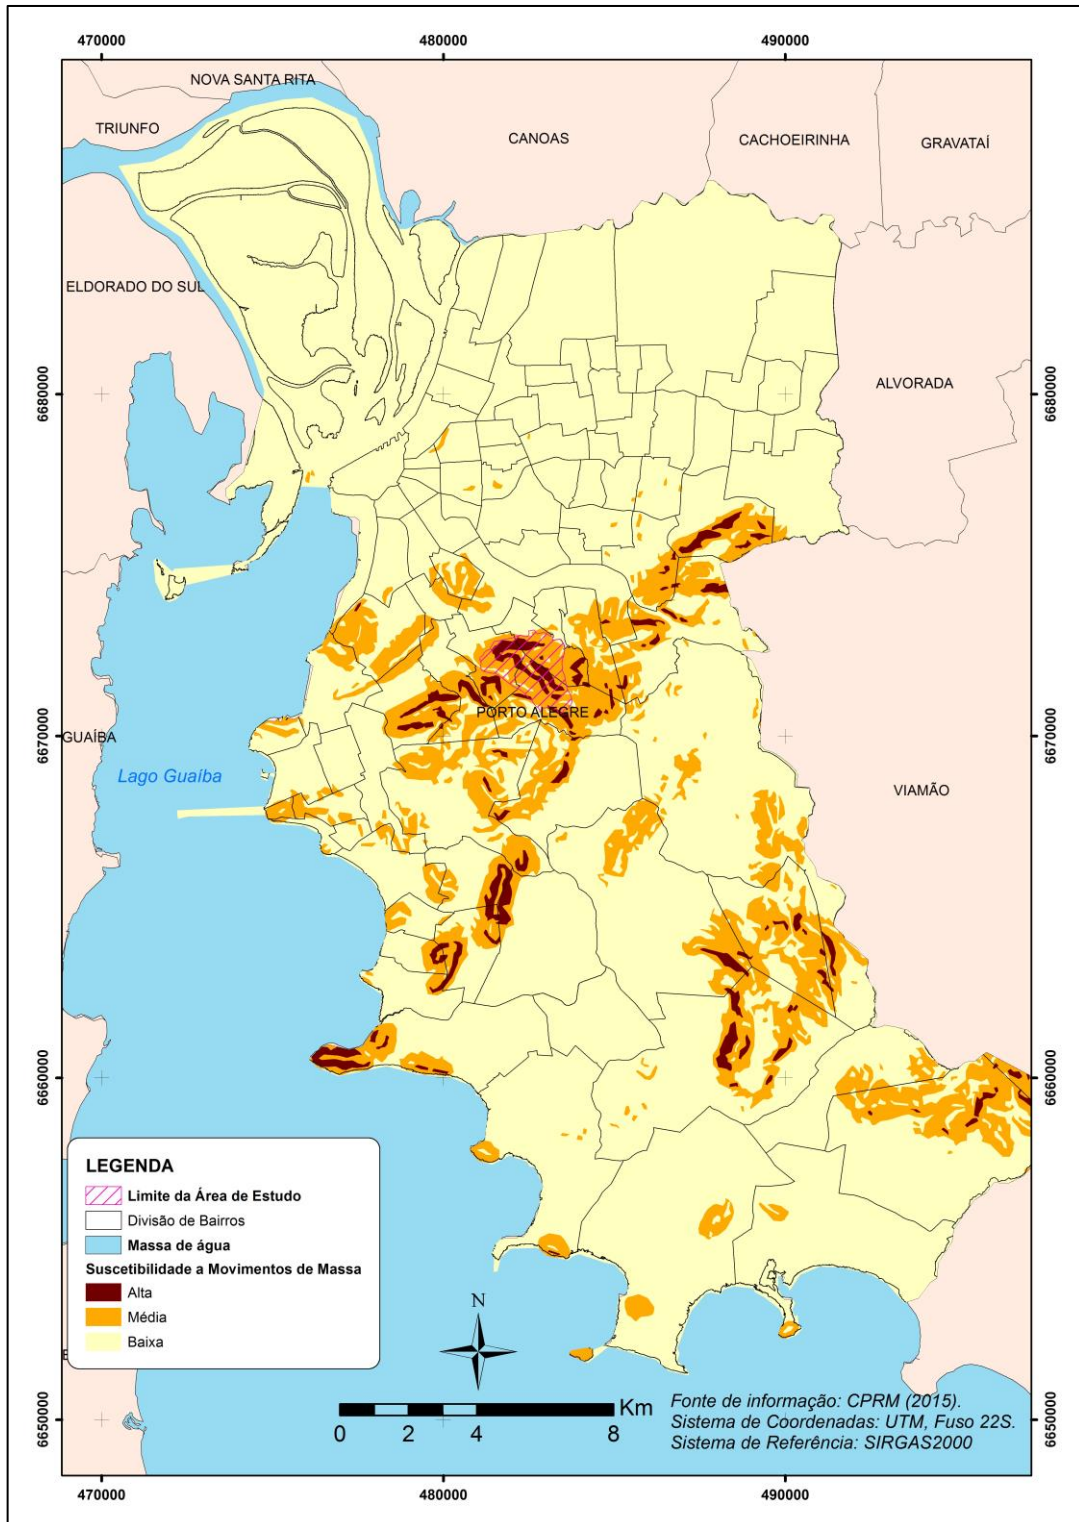 470000
480000
490000
NOVA SANTA RITA
TRIUNFO
CANOAS
CACHOEIRINHA
GRAVATAÍ
ELDORADO DO SUL
ALVORADA
6680000
6680000
PORTO ALEGRE
GUAÍBA
6670000
6670000
Lago Guaíba
VIAMÃO
6660000
6660000
LEGENDA
Limite da Área de Estudo
Divisão de Bairros
Massa de água
Suscetibilidade a Movimentos de Massa
Alta
Média
Baixa
N
Km
0 2 4 8
Fonte de informação: CPRM (2015).
Sistema de Coordenadas: UTM, Fuso 22S.
Sistema de Referência: SIRGAS2000
6650000
6650000
470000
480000
490000